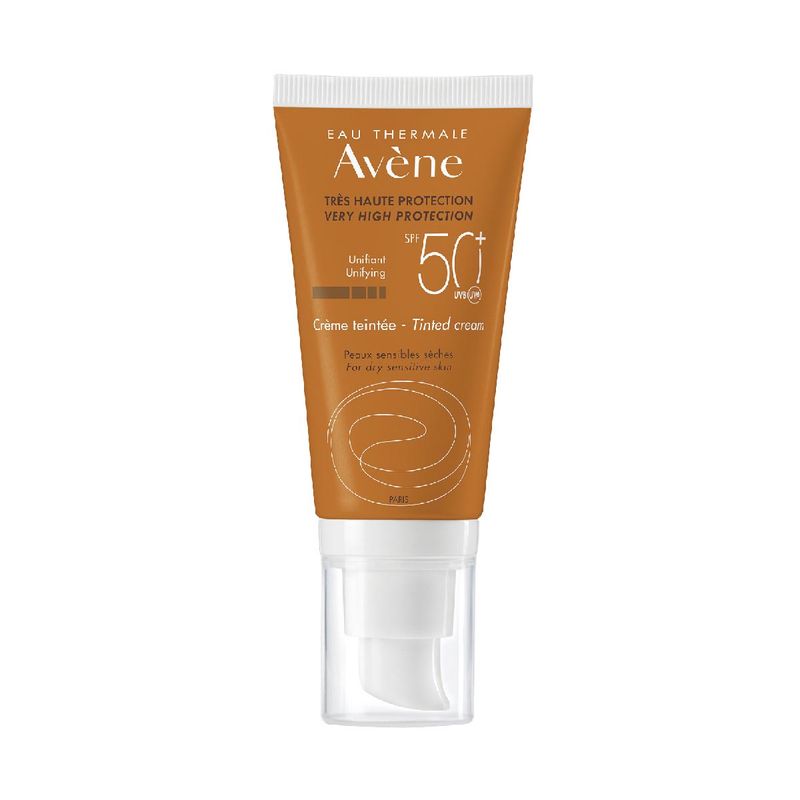 EAU THERMALE
Avène
TRÈS HAUTE PROTECTION
VERY HIGH PROTECTION
SPF 50+
Unifiant
Unifying
UVB UVA
Crème teintée - Tinted cream
Peaux sensibles sèches
For dry sensitive skin
PARIS